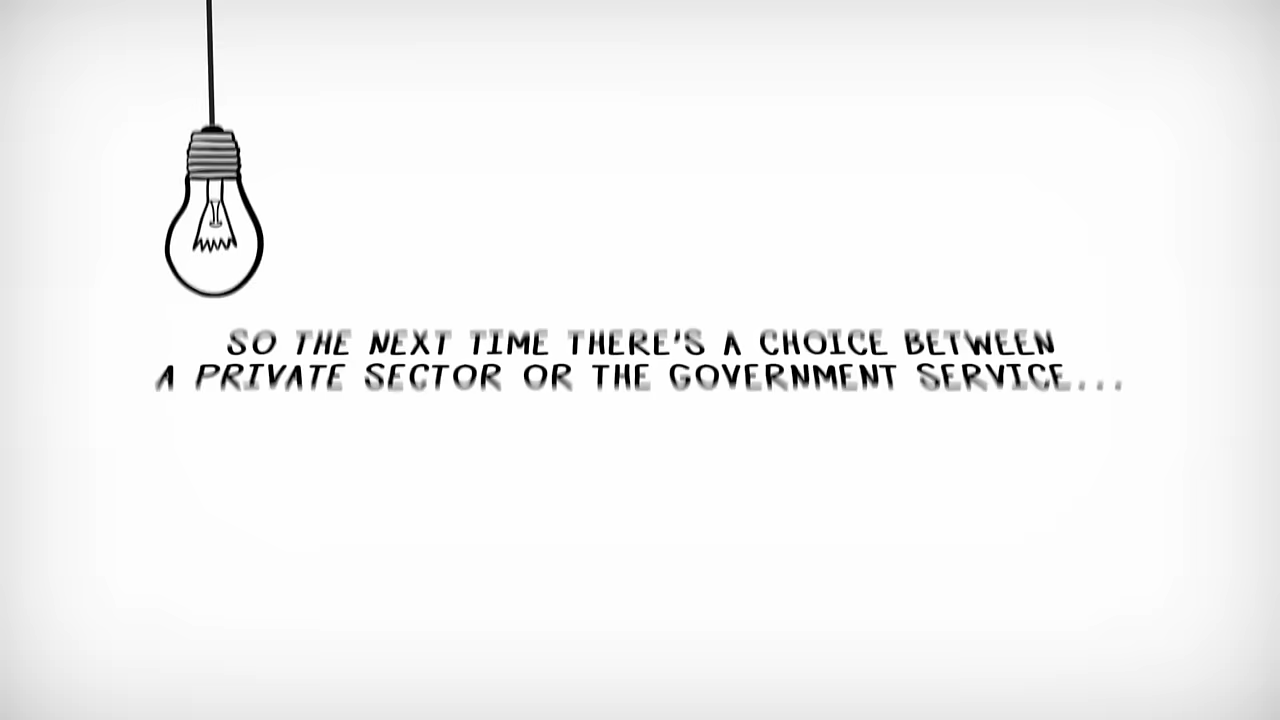 SO THE NEXT TIME THERE'S A CHOICE BETWEEN
A PRIVATE SECTOR OR THE GOVERNMENT SERVICE...